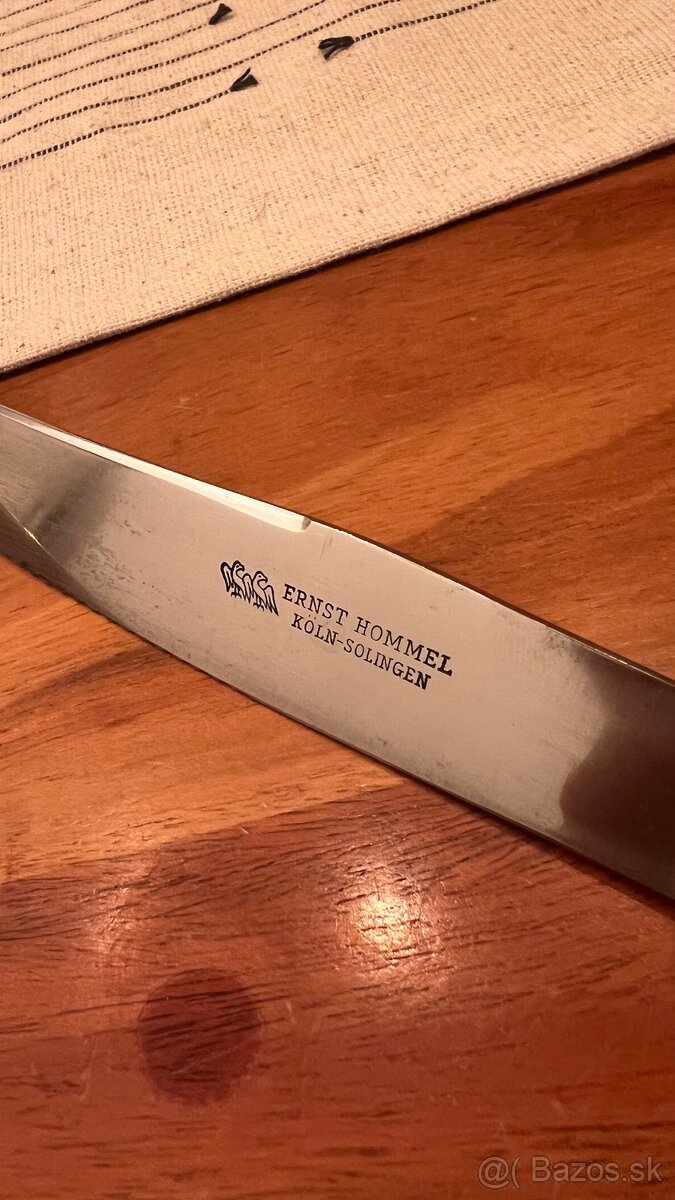 ERNST HOMMEL
KÖLN-SOLINGEN
@( Bazos.sk